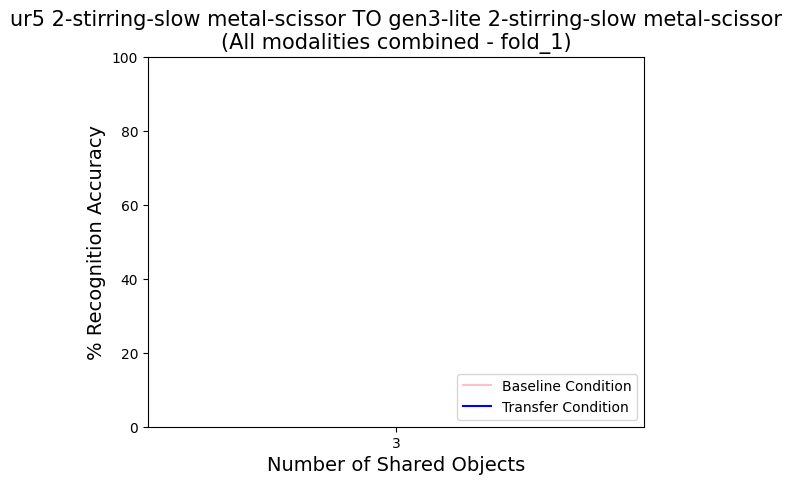 ur5 2-stirring-slow metal-scissor TO gen3-lite 2-stirring-slow metal-scissor
(All modalities combined - fold_1)
% Recognition Accuracy
100
80
60
40
20
0
Baseline Condition
Transfer Condition
3
Number of Shared Objects